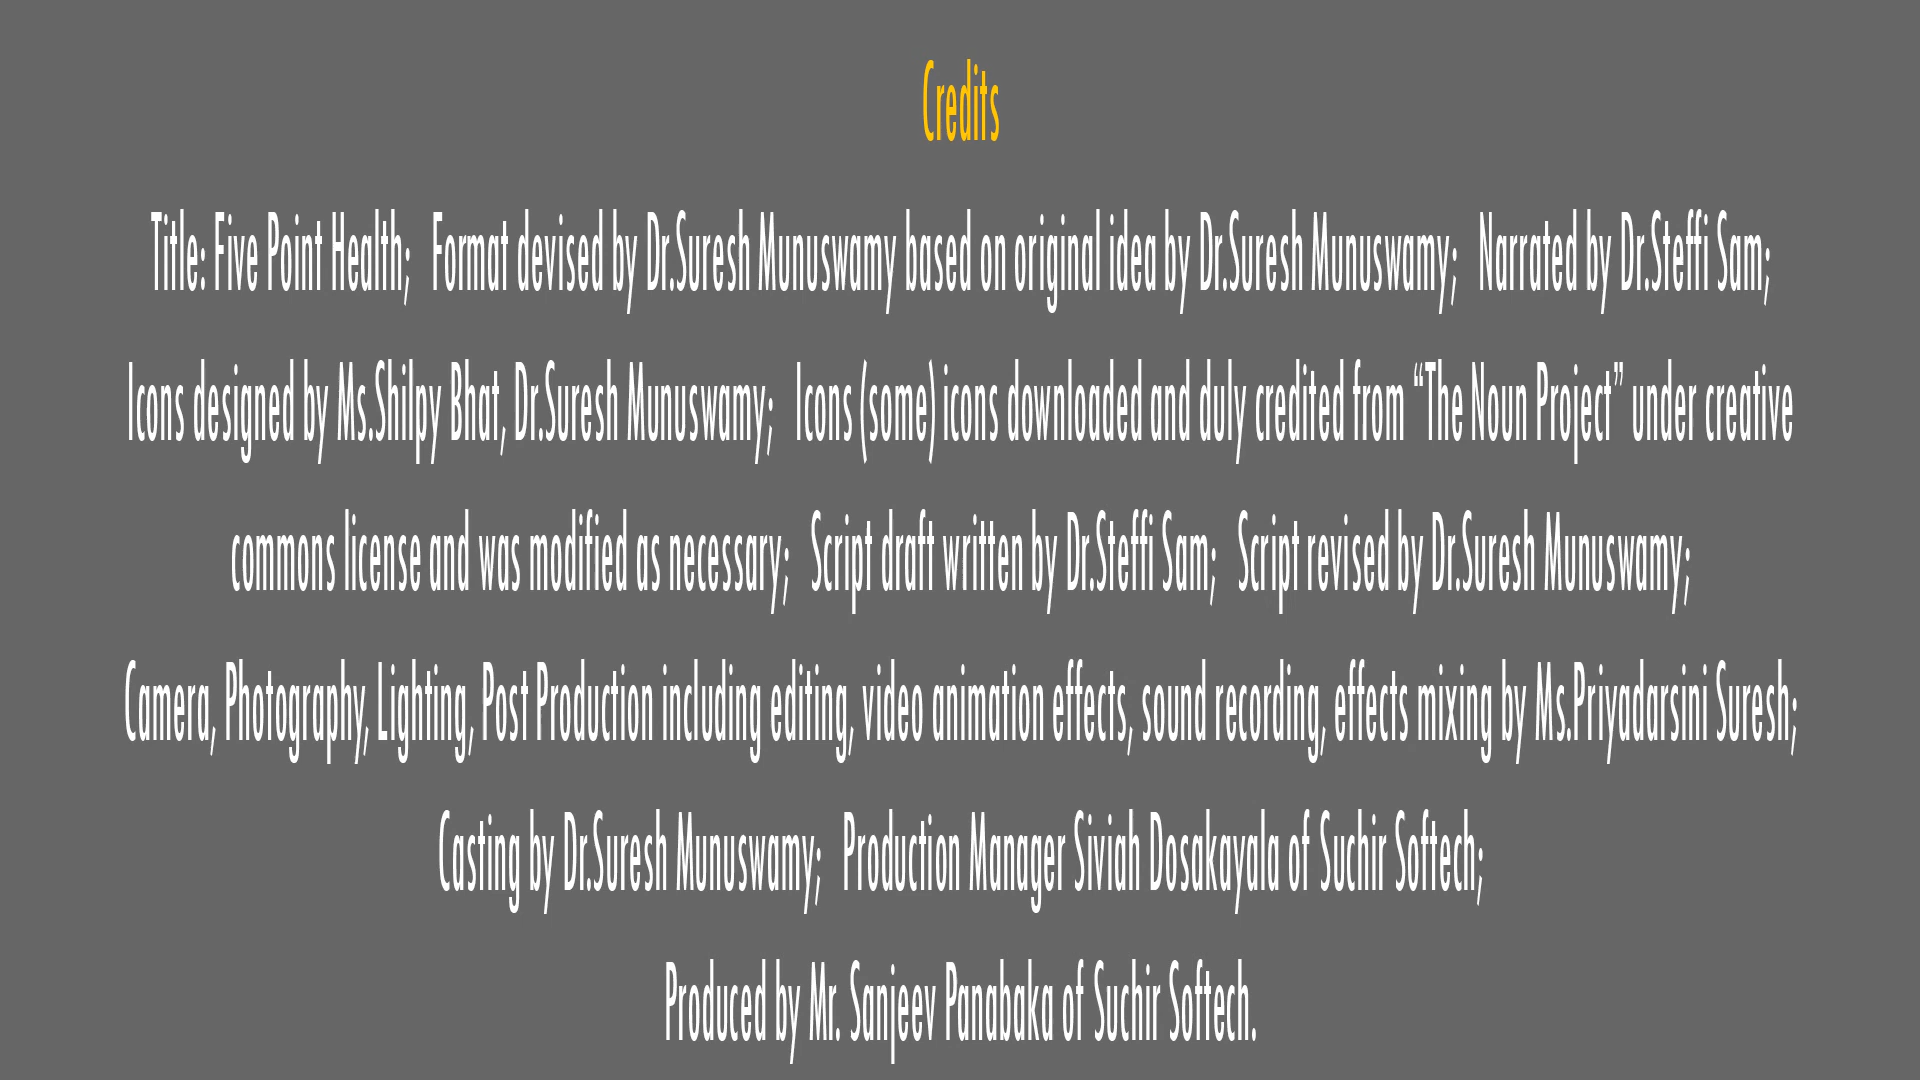 Credits
Title: Five Point Health;   Format devised by Dr.Suresh Munuswamy based on original idea by Dr.Suresh Munuswamy;   Narrated by Dr.Steffi Sam;
Icons designed by Ms.Shilpy Bhat, Dr.Suresh Munuswamy;   Icons (some) icons downloaded and duly credited from “The Noun Project” under creative
commons license and was modified as necessary;   Script draft written by Dr.Steffi Sam;   Script revised by Dr.Suresh Munuswamy;
Camera, Photography, Lighting, Post Production including editing, video animation effects, sound recording, effects mixing by Ms.Priyadarsini Suresh;
Casting by Dr.Suresh Munuswamy;   Production Manager Siviah Dosakayala of Suchir Softech;
Produced by Mr. Sanjeev Panabaka of Suchir Softech.